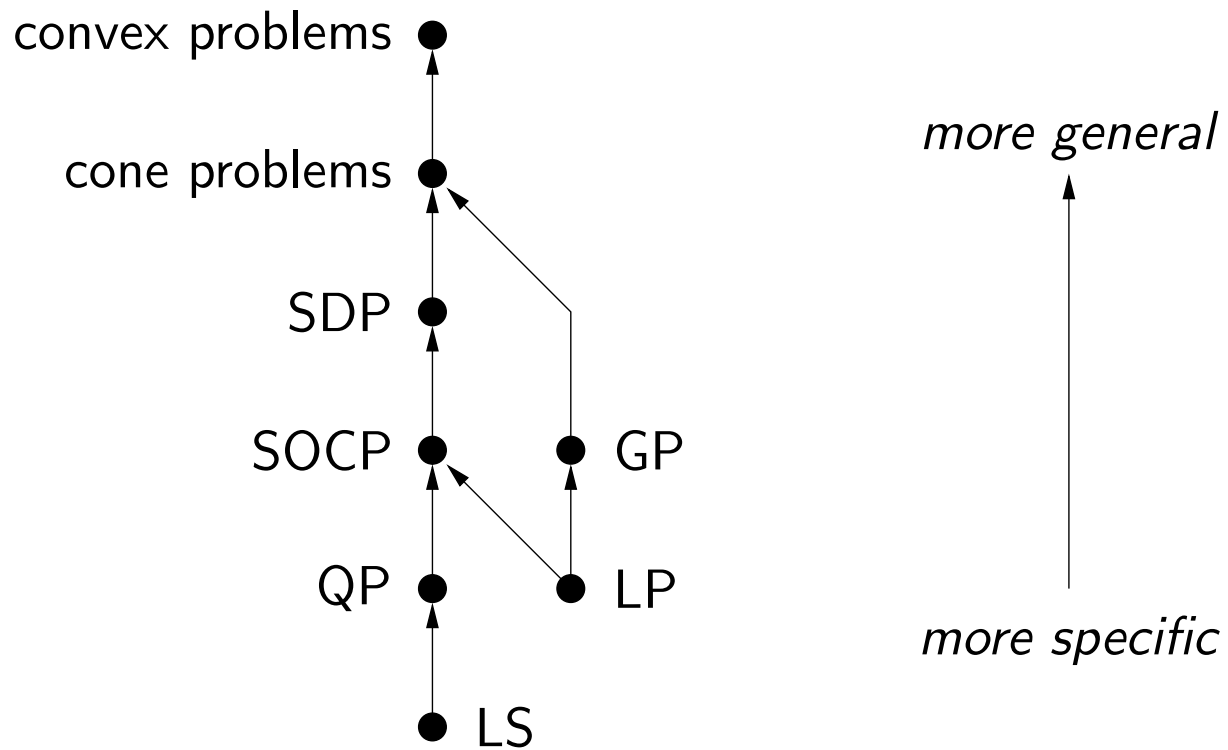 convex problems
cone problems
more general
SDP
SOCP
GP
QP
LP
more specific
LS